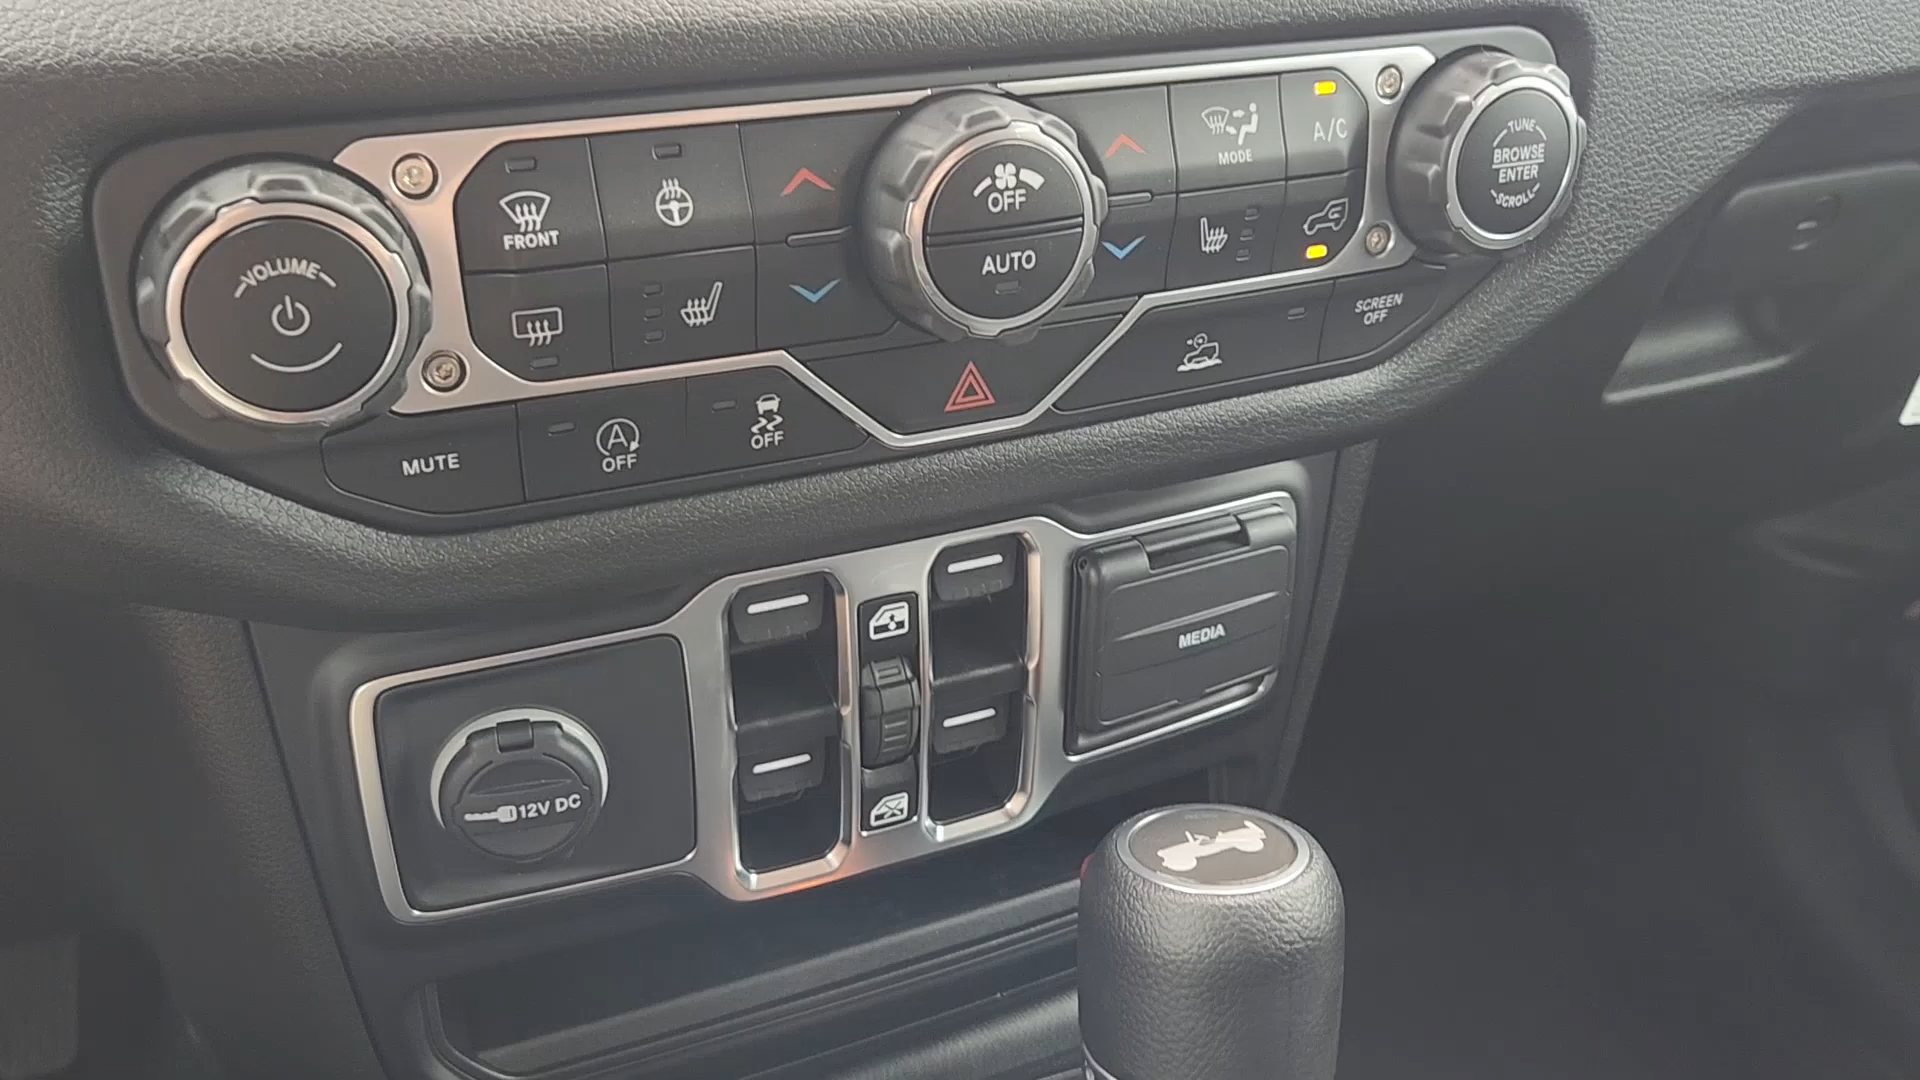 VOLUME
FRONT
OFF
AUTO
MODE
A/C
TUNE
BROWSE
ENTER
SCROLL
MUTE
A
OFF
OFF
SCREEN
OFF
12V DC
MEDIA